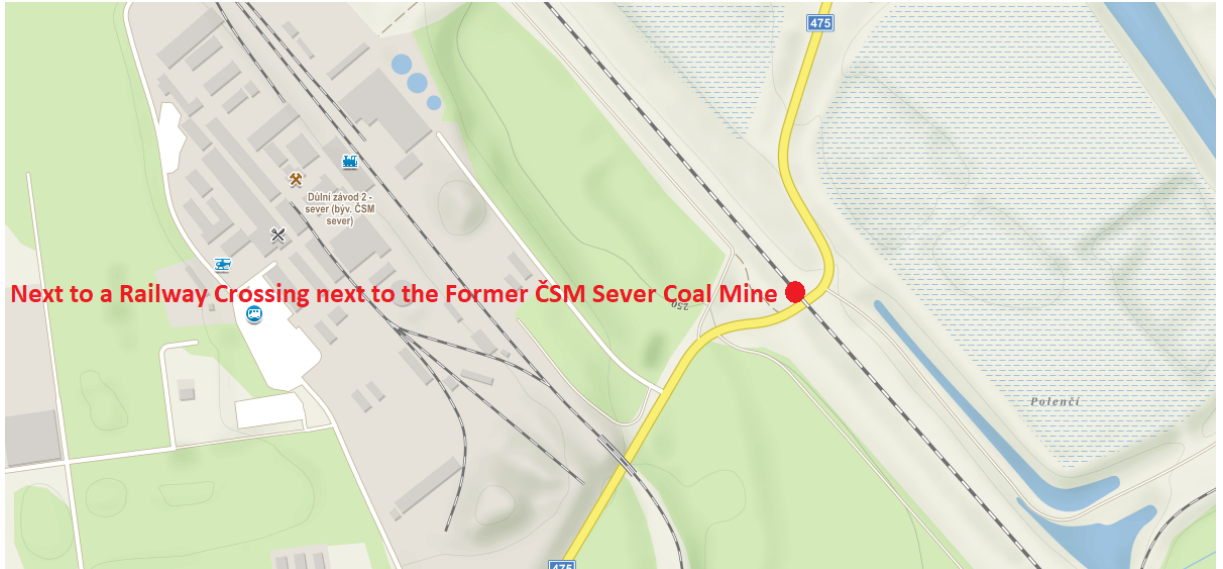 475
Důlní závod 2 -
sever (býv. ČSM
sever)
Next to a Railway Crossing next to the Former ČSM Sever Coal Mine
250
Polenčí
475